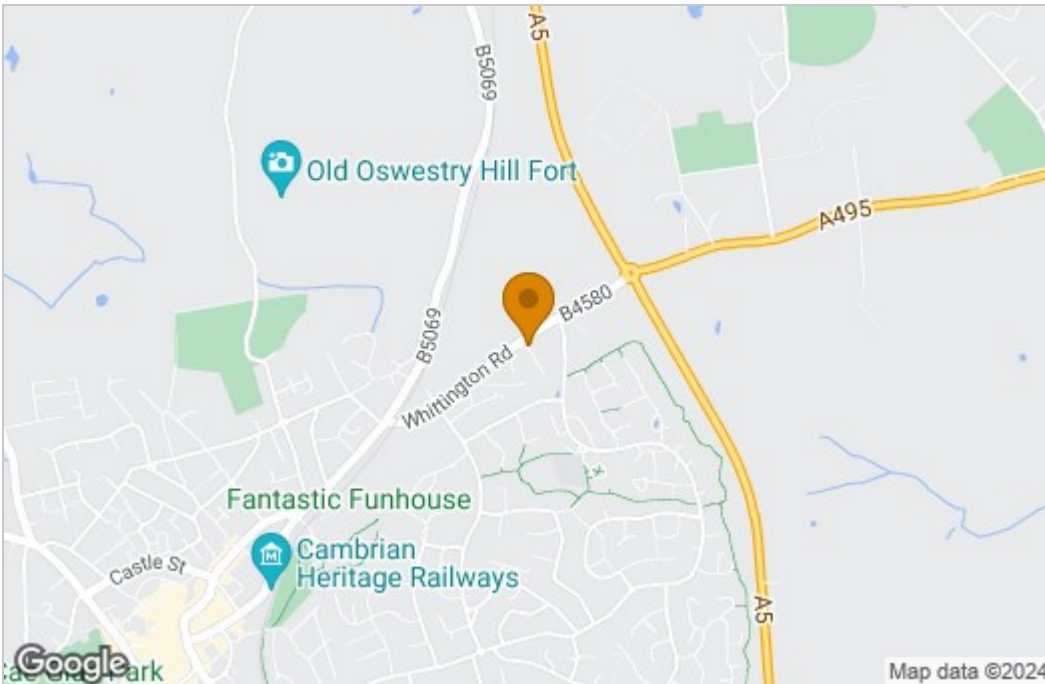 A5
B5069
Old Oswestry Hill Fort
A495
B4580
B5069
Whittington Rd
Fantastic Funhouse
Cambrian
Heritage Railways
Castle St
A5
Park
Google
Map data ©2024